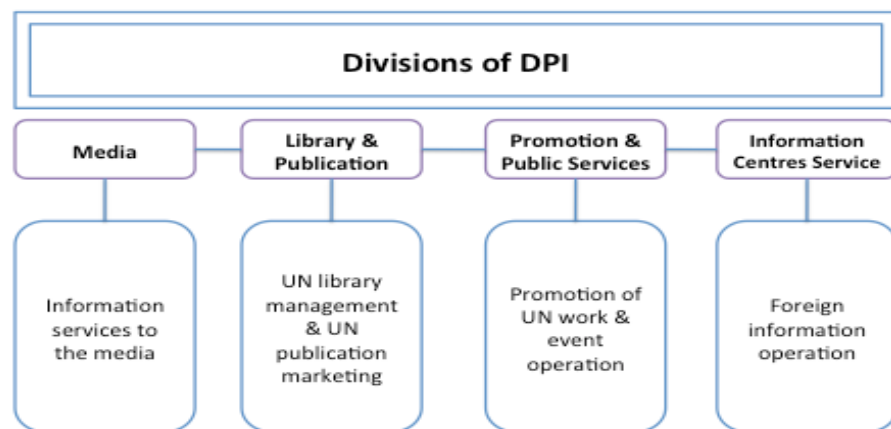 Divisions of DPI
Media
Library &
Publication
Promotion &
Public Services
Information
Centres Service
Information
services to
the media
UN library
management
& UN
publication
marketing
Promotion of
UN work &
event
operation
Foreign
information
operation